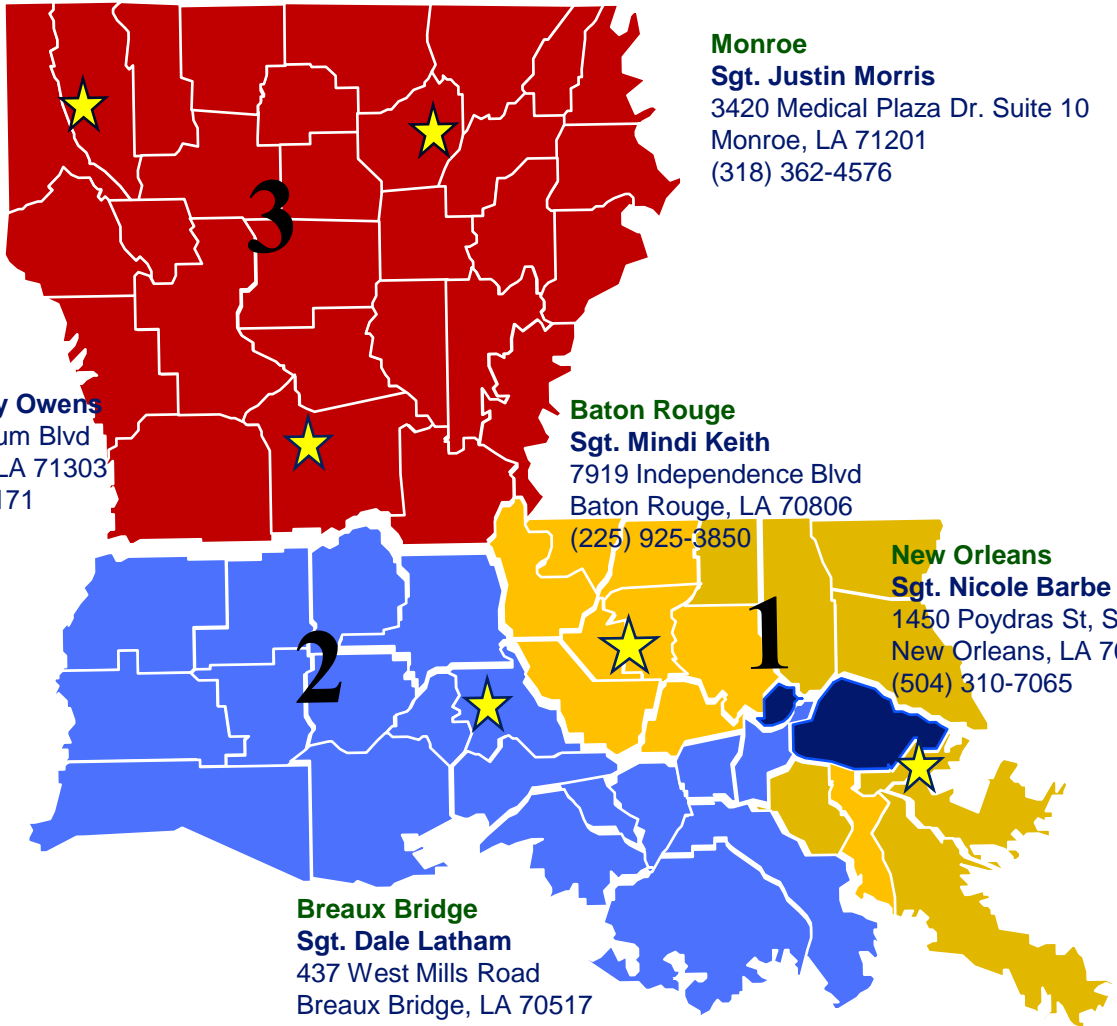 Monroe
Sgt. Justin Morris
3420 Medical Plaza Dr. Suite 10
Monroe, LA 71201
(318) 362-4576
3
Owens
Blvd
LA 71303
Baton Rouge
Sgt. Mindi Keith
7919 Independence Blvd
Baton Rouge, LA 70806
(225) 925-3850
New Orleans
Sgt. Nicole Barbe
1450 Poydras St,
New Orleans, LA
(504) 310-7065
1
2
Breaux Bridge
Sgt. Dale Latham
437 West Mills Road
Breaux Bridge, LA 70517